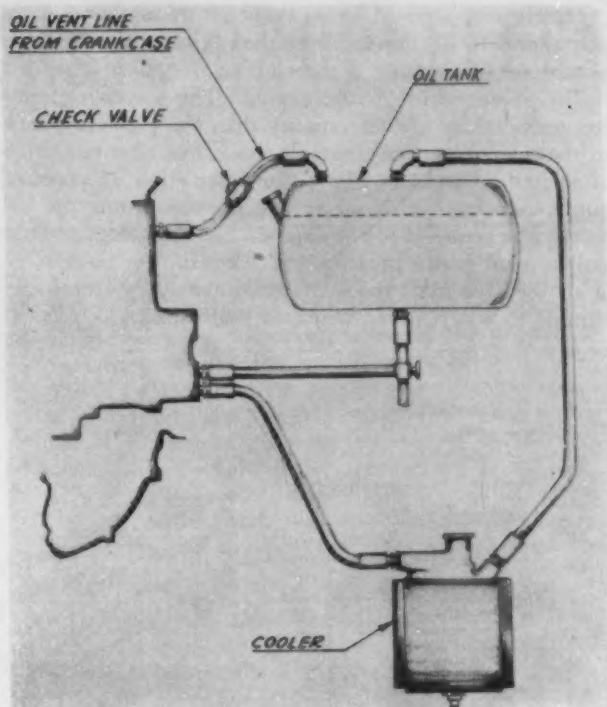 OIL VENT LINE
FROM CRANKCASE
OIL TANK
CHECK VALVE
COOLER